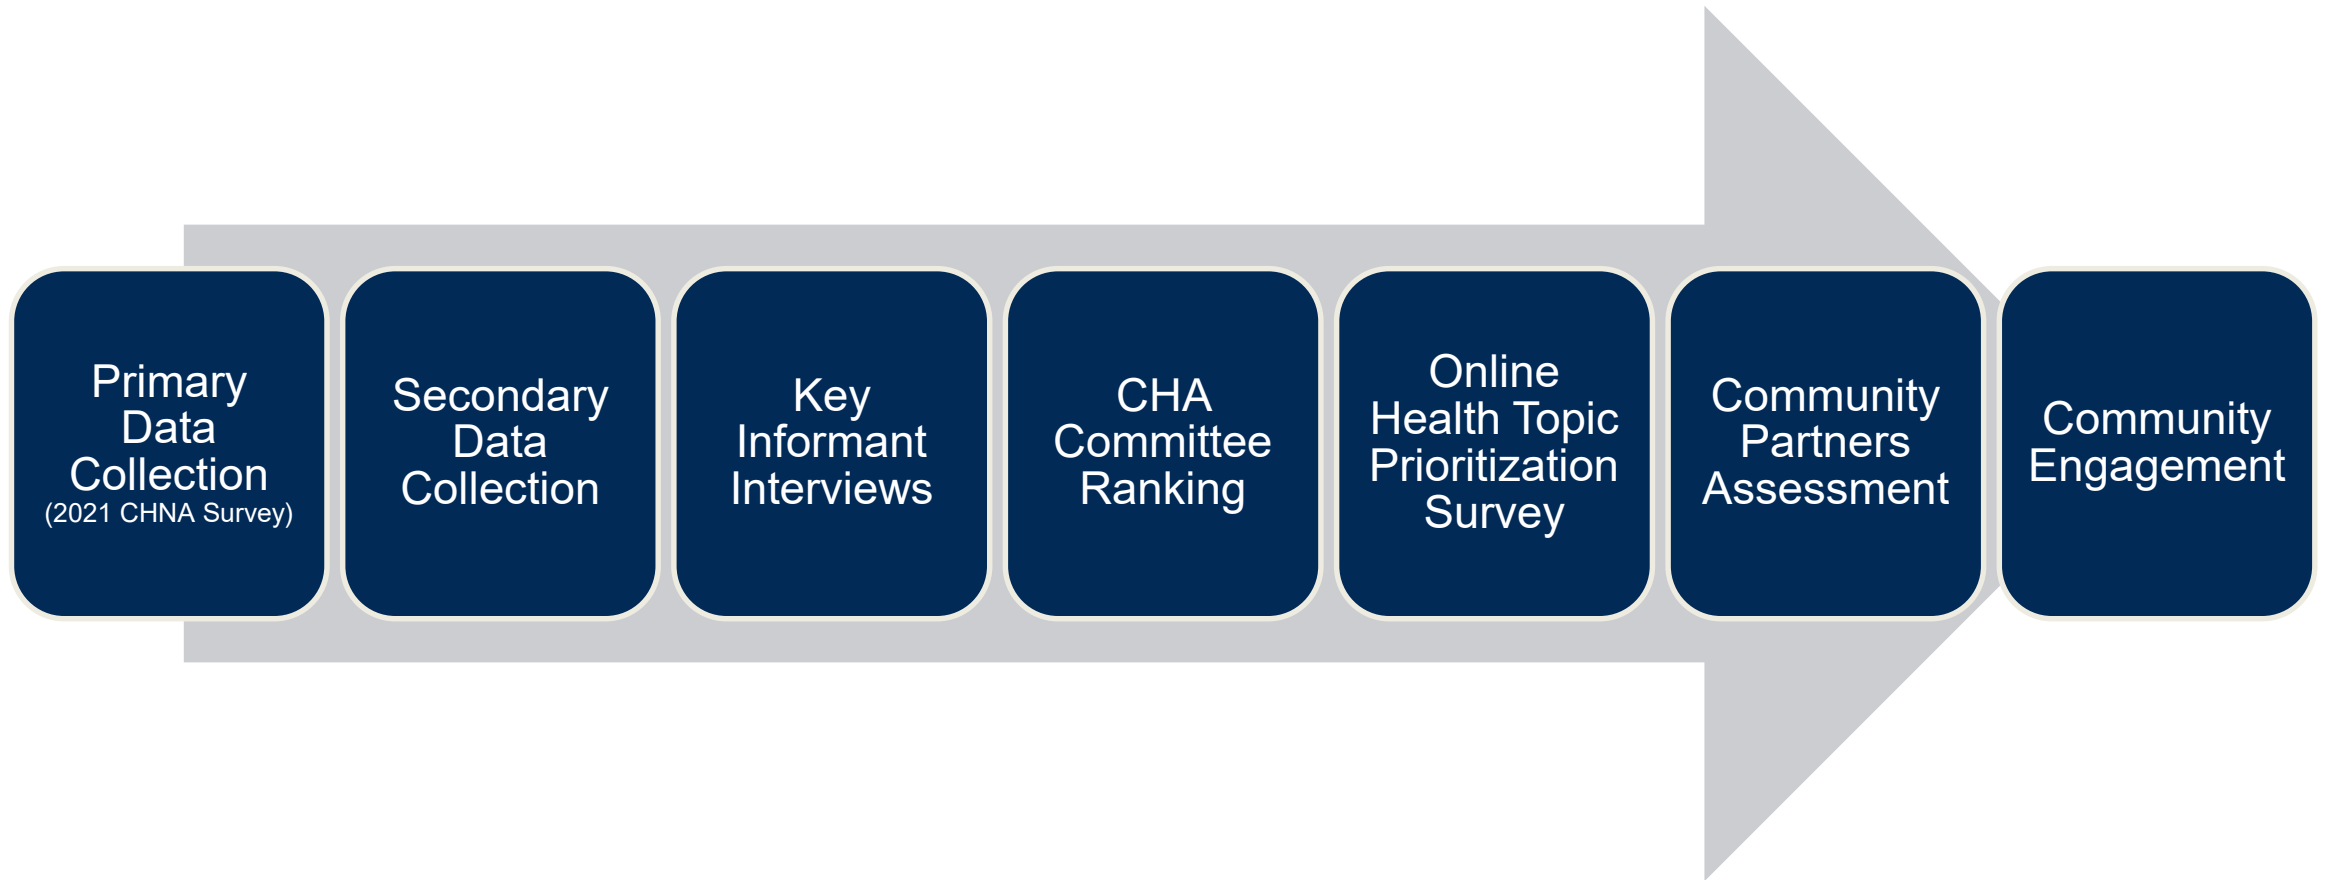 Primary
Data
Collection
(2021 CHNA Survey)
Secondary
Data
Collection
Key
Informant
Interviews
CHA
Committee
Ranking
Online
Health Topic
Prioritization
Survey
Community
Partners
Assessment
Community
Engagement